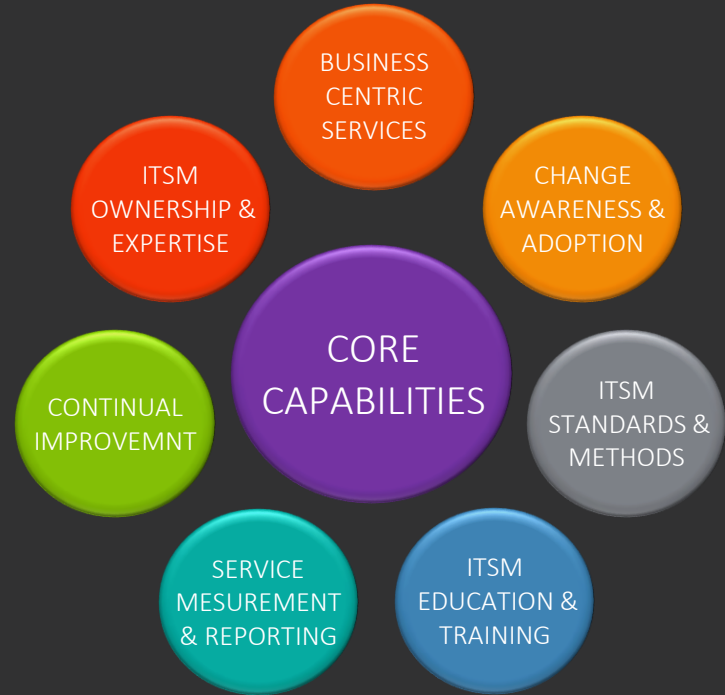 BUSINESS
CENTRIC
SERVICES
ITSM
OWNERSHIP &
EXPERTISE
CHANGE
AWARENESS &
ADOPTION
CORE
CAPABILITIES
CONTINUAL
IMPROVEMNT
ITSM
STANDARDS &
METHODS
SERVICE
MESUREMENT
& REPORTING
ITSM
EDUCATION &
TRAINING